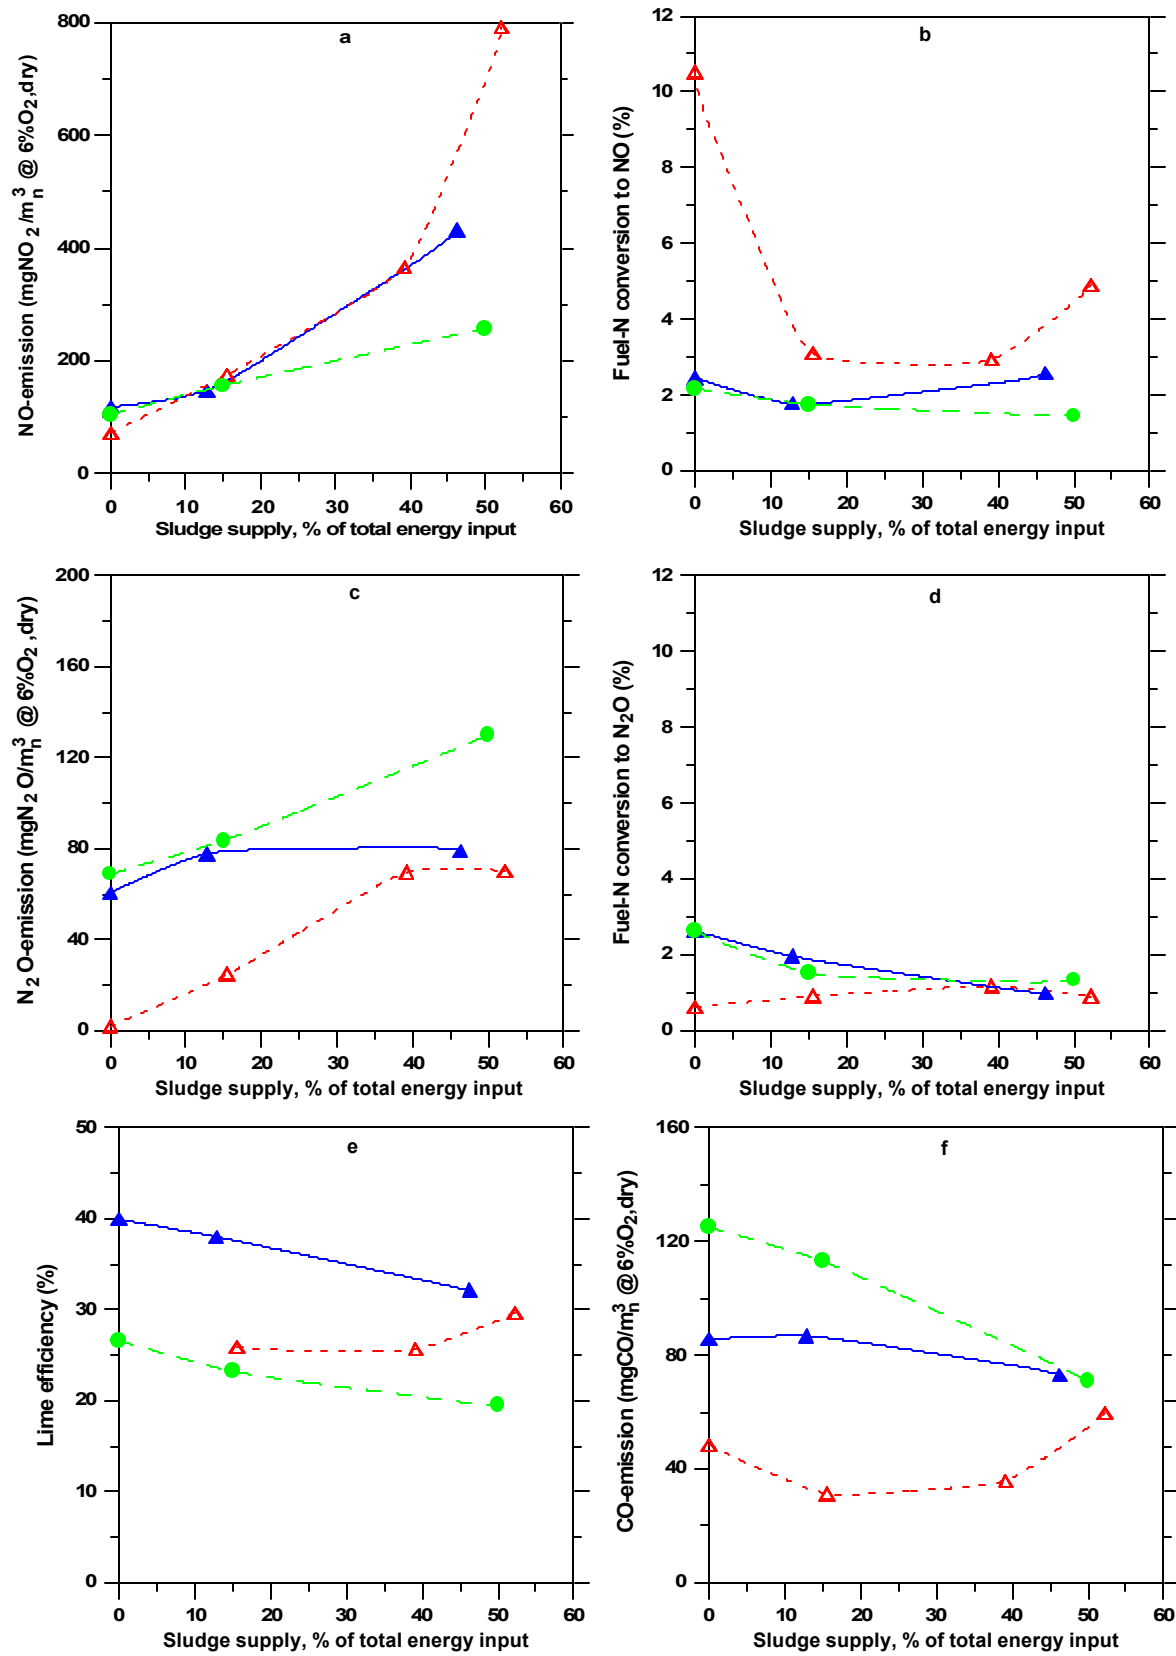 a
NO-emission (mgNO2/mn3 @ 6%O2,dry)
800
600
400
200
0
0 10 20 30 40 50 60
Sludge supply, % of total energy input
b
Fuel-N conversion to NO (%)
12
10
8
6
4
2
0
0 10 20 30 40 50 60
Sludge supply, % of total energy input
c
N2O-emission (mgN2O/mn3 @ 6%O2,dry)
200
160
120
80
40
0
0 10 20 30 40 50 60
Sludge supply, % of total energy input
d
Fuel-N conversion to N2O (%)
12
10
8
6
4
2
0
0 10 20 30 40 50 60
Sludge supply, % of total energy input
e
Lime efficiency (%)
50
40
30
20
10
0
0 10 20 30 40 50 60
Sludge supply, % of total energy input
f
CO-emission (mgCO/mn3 @6%O2,dry)
160
120
80
40
0
0 10 20 30 40 50 60
Sludge supply, % of total energy input